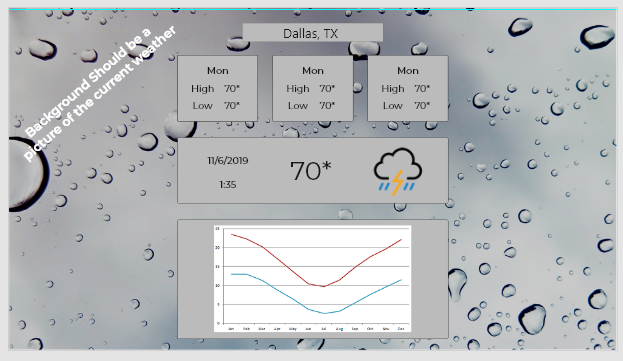 Dallas, TX
Background Should be a
picture of the current weather
Mon
High 70*
Low 70*
Mon
High 70*
Low 70*
Mon
High 70*
Low 70*
11/6/2019
1:35
70*
25
20
15
10
5
0
Jan Feb Mar Apr May Jun Jul Aug Sep Oct Nov Dec